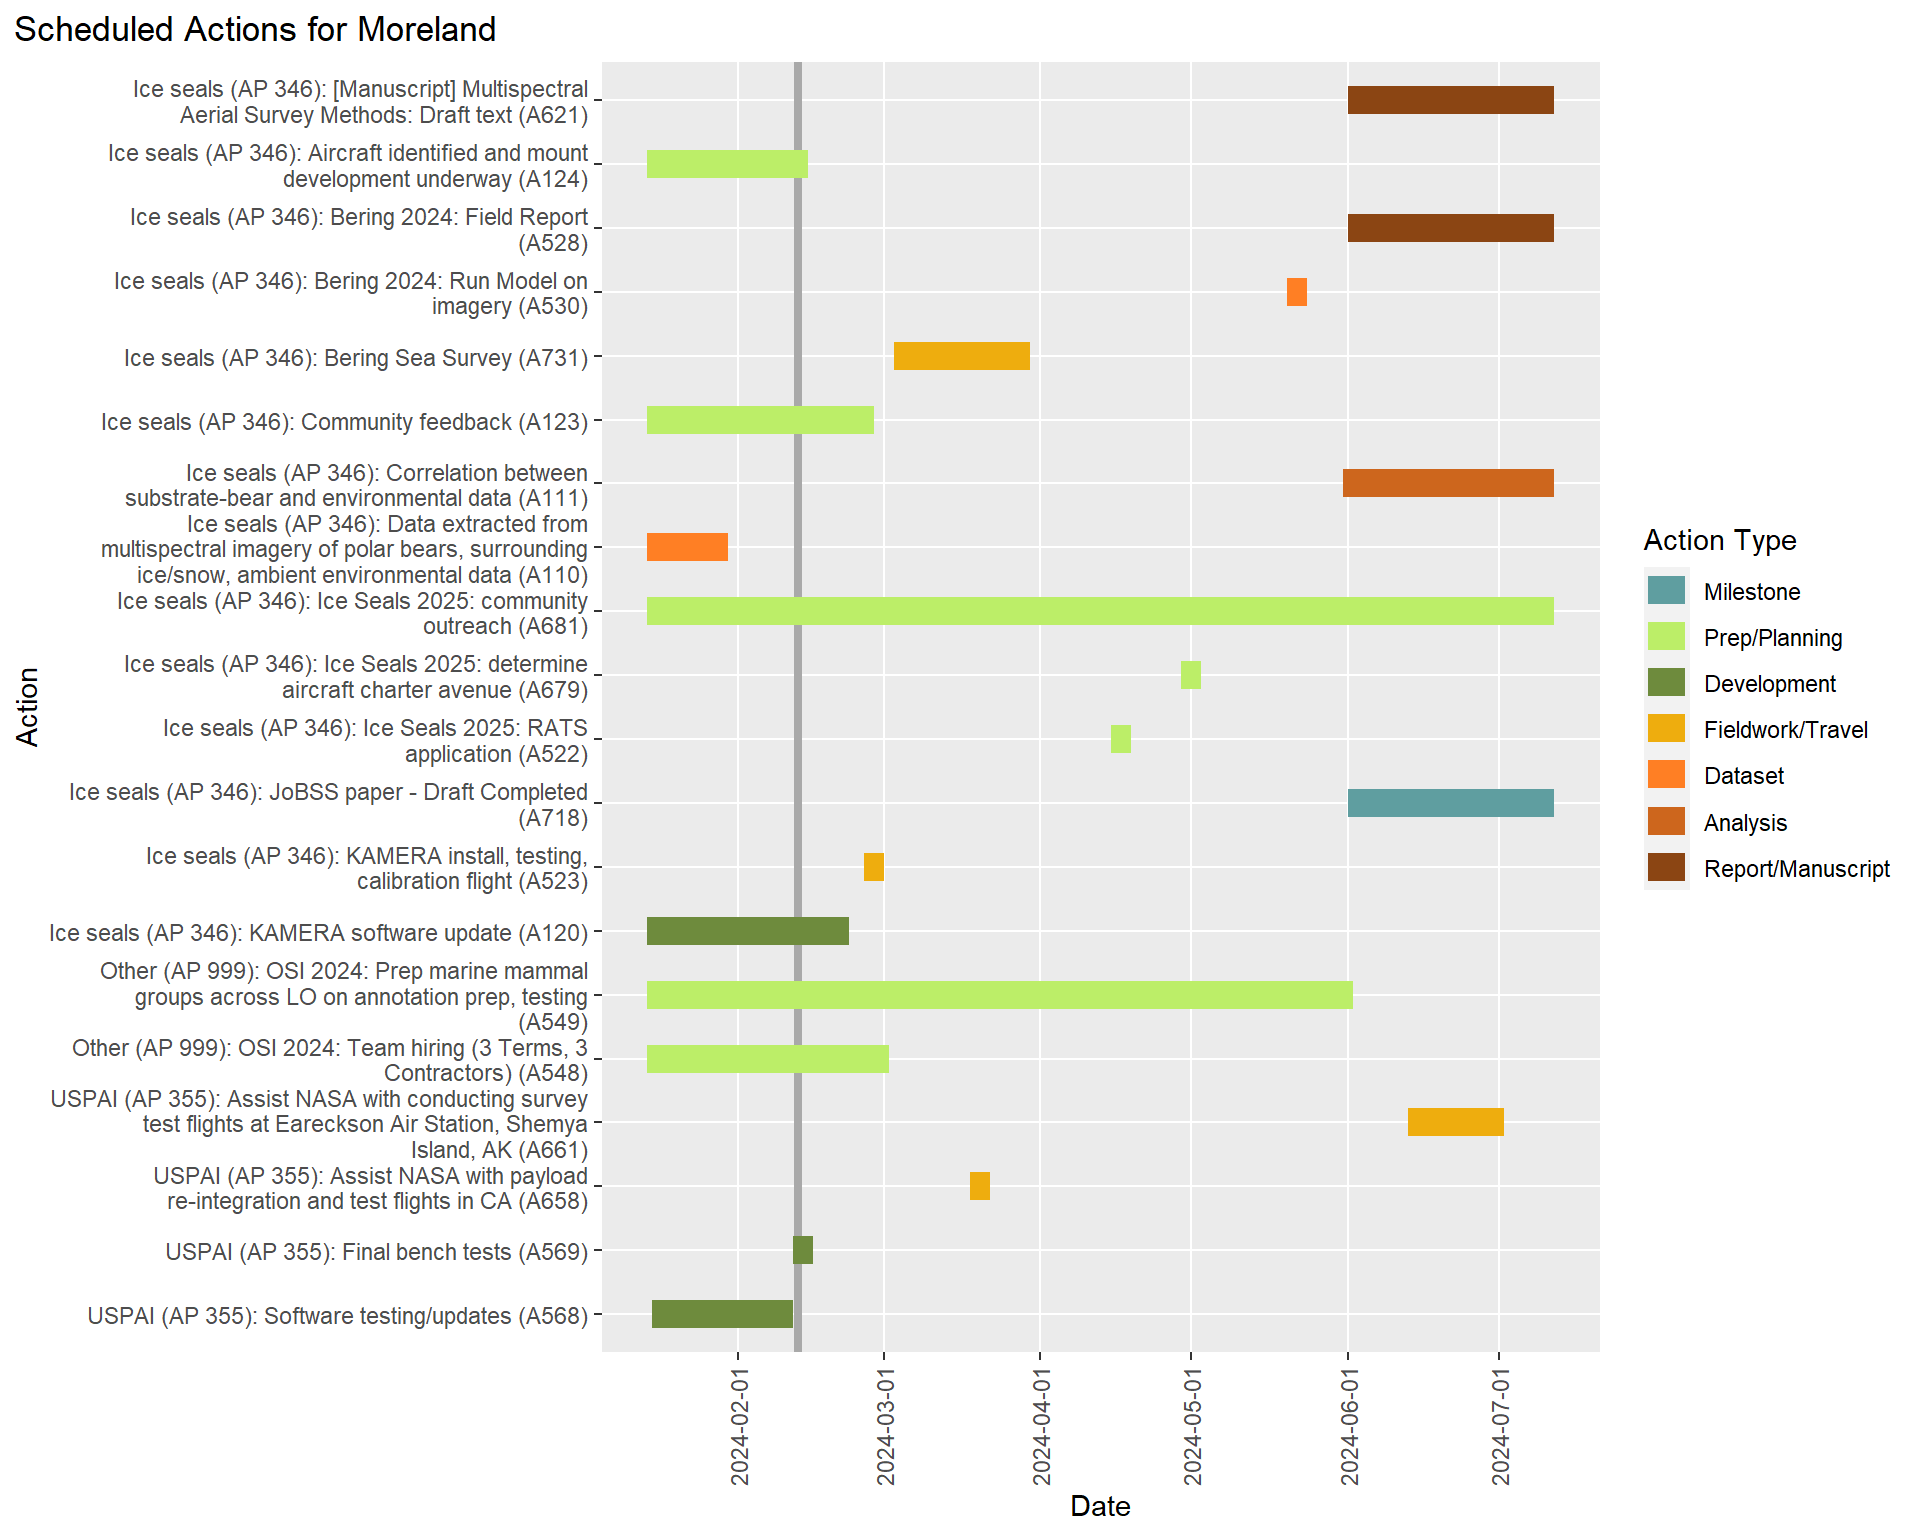 Scheduled Actions for Moreland
Ice seals (AP 346): [Manuscript] Multispectral
Aerial Survey Methods: Draft text (A621)
Ice seals (AP 346): Aircraft identified and mount
development underway (A124)
Ice seals (AP 346): Bering 2024: Field Report
(A528)
Ice seals (AP 346): Bering 2024: Run Model on
imagery (A530)
Ice seals (AP 346): Bering Sea Survey (A731)
Ice seals (AP 346): Community feedback (A123)
Ice seals (AP 346): Correlation between
substrate-bear and environmental data (A111)
Ice seals (AP 346): Data extracted from
multispectral imagery of polar bears, surrounding
ice/snow, ambient environmental data (A110)
Ice seals (AP 346): Ice Seals 2025: community
outreach (A681)
Ice seals (AP 346): Ice Seals 2025: determine
aircraft charter avenue (A679)
Ice seals (AP 346): Ice Seals 2025: RATS
application (A522)
Ice seals (AP 346): JoBSS paper - Draft Completed
(A718)
Ice seals (AP 346): KAMERA install, testing,
calibration flight (A523)
Ice seals (AP 346): KAMERA software update (A120)
Other (AP 999): OSI 2024: Prep marine mammal
groups across LO on annotation prep, testing
(A549)
Other (AP 999): OSI 2024: Team hiring (3 Terms, 3
Contractors) (A548)
USPAI (AP 355): Assist NASA with conducting survey
test flights at Eareckson Air Station, Shemya
Island, AK (A661)
USPAI (AP 355): Assist NASA with payload
re-integration and test flights in CA (A658)
USPAI (AP 355): Final bench tests (A569)
USPAI (AP 355): Software testing/updates (A568)
Action
2024-02-01
2024-03-01
2024-04-01
2024-05-01
2024-06-01
2024-07-01
Date
Action Type
Milestone
Prep/Planning
Development
Fieldwork/Travel
Dataset
Analysis
Report/Manuscript